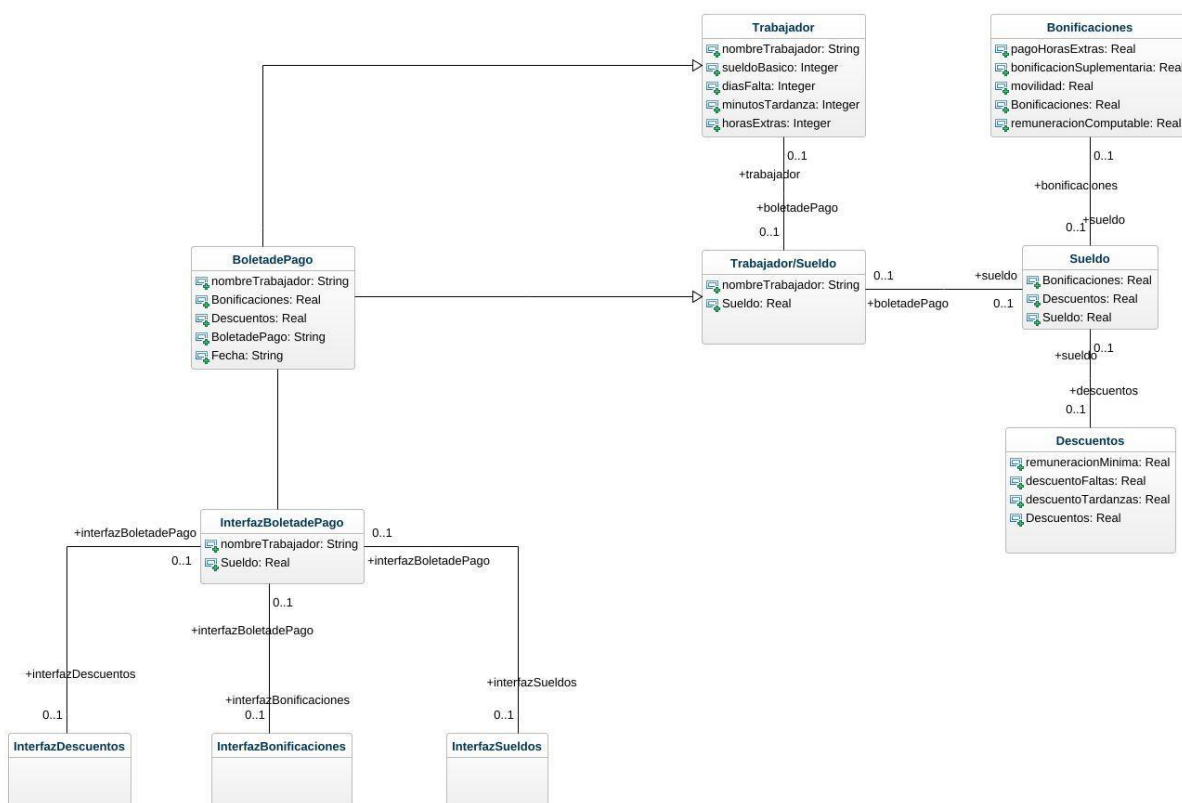 Trabajador
nombreTrabajador: String
sueldoBasico: Integer
diasFalta: Integer
minutosTardanza: Integer
horasExtras: Integer
Bonificaciones
pagoHorasExtras: Real
bonificacionSuplementaria: Real
movilidad: Real
Bonificaciones: Real
remuneracionComputable: Real
0..1
+trabajador
+boletadePago
0..1
0..1
+bonificaciones
+sueldo
0..1
BoletadePago
nombreTrabajador: String
Bonificaciones: Real
Descuentos: Real
BoletadePago: String
Fecha: String
Trabajador/Sueldo
nombreTrabajador: String
Sueldo: Real
0..1
+boletadePago
+sueldo
0..1
Sueldo
Bonificaciones: Real
Descuentos: Real
Sueldo: Real
0..1
+sueldo
+descuentos
0..1
Descuentos
remuneracionMinima: Real
descuentoFaltas: Real
descuentoTardanzas: Real
Descuentos: Real
InterfazBoletadePago
nombreTrabajador: String
Sueldo: Real
+interfazBoletadePago
0..1
0..1
+interfazBoletadePago
0..1
+interfazBoletadePago
+interfazDescuentos
0..1
+interfazBonificaciones
0..1
+interfazSueldos
0..1
InterfazDescuentos
InterfazBonificaciones
InterfazSueldos